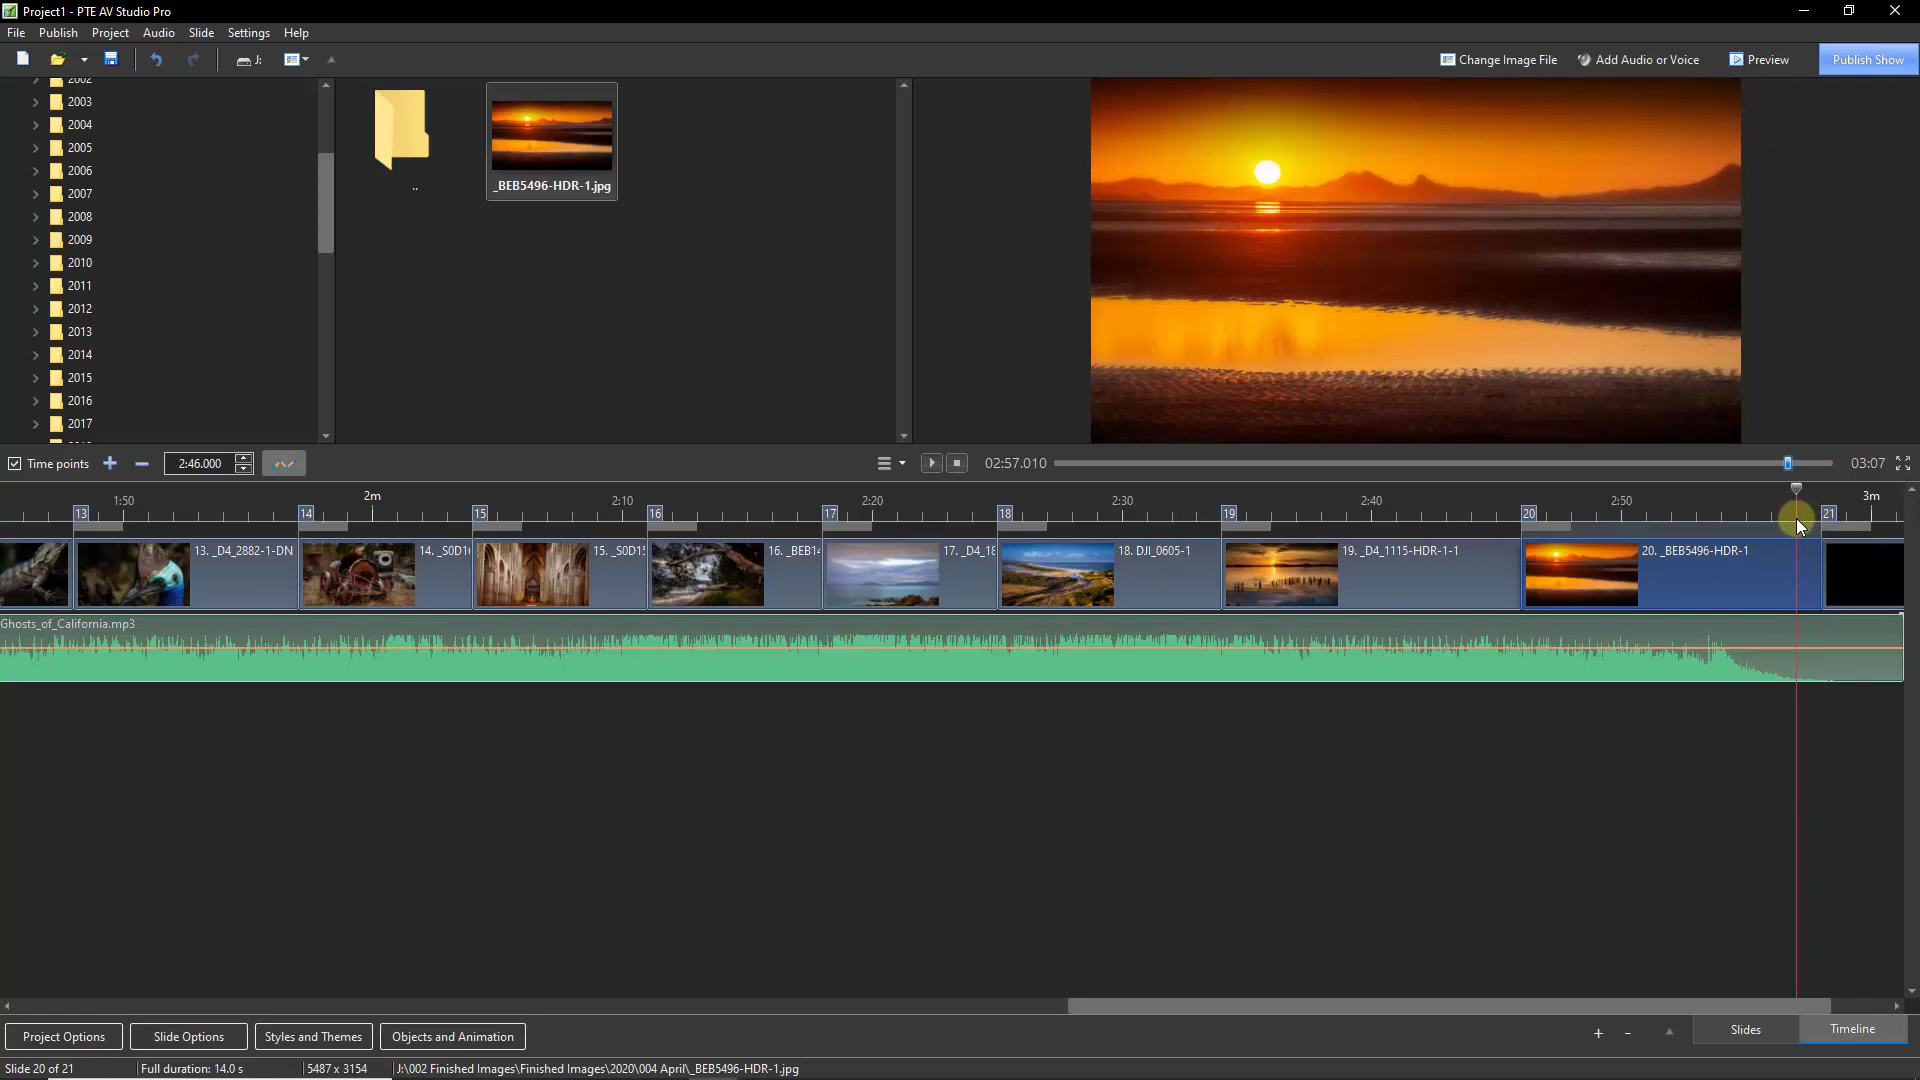 Project1 - PTE AV Studio Pro
File Publish Project Audio Slide Settings Help
J: Change Image File Add Audio or Voice Preview Publish Show
2002
2003
2004
2005
2006
2007
2008
2009
2010
2011
2012
2013
2014
2015
2016
2017
..
_BEB5496-HDR-1.jpg
Time points 2:46.000 02:57.010 03:07
1:50 2m 2:10 2:20 2:30 2:40 2:50 3m
13 14 15 16 17 18 19 20 21
13. _D4_2882-1-DN 14. _S0D1 15. _S0D1 16. _BEB1 17. _D4_1 18. DJI_0605-1 19. _D4_1115-HDR-1-1 20. _BEB5496-HDR-1
Ghosts_of_California.mp3
Project Options Slide Options Styles and Themes Objects and Animation + - Slides Timeline
Slide 20 of 21 Full duration: 14.0 s 5487 x 3154 J:\002 Finished Images\Finished Images\2020\004 April\_BEB5496-HDR-1.jpg